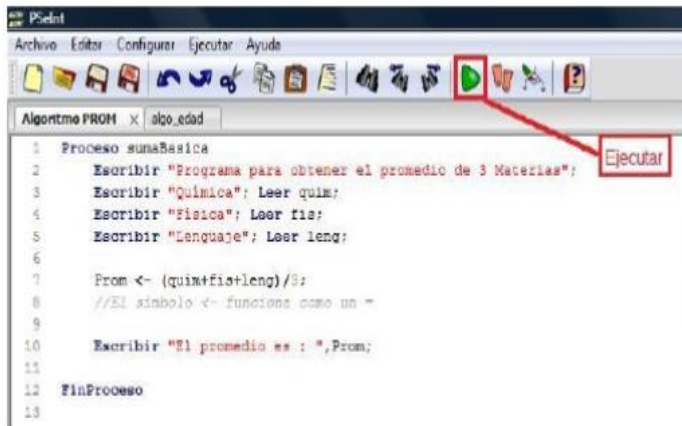 PSeInt
Archivo Editar Configurar Ejecutar Ayuda
Algoritmo PROM x algo_edad
Ejecutar
1 Proceso sumaBasica
2 Escribir "Programa para obtener el promedio de 3 Materias";
3 Escribir "Química"; Leer quim;
4 Escribir "Física"; Leer fis;
5 Escribir "Lenguaje"; Leer leng;
6
7 Prom <- (quim+fis+leng)/3;
8 //El simbolo <- funciona como un =
9
10 Escribir "El promedio es : ",Prom;
11
12 FinProceso
13